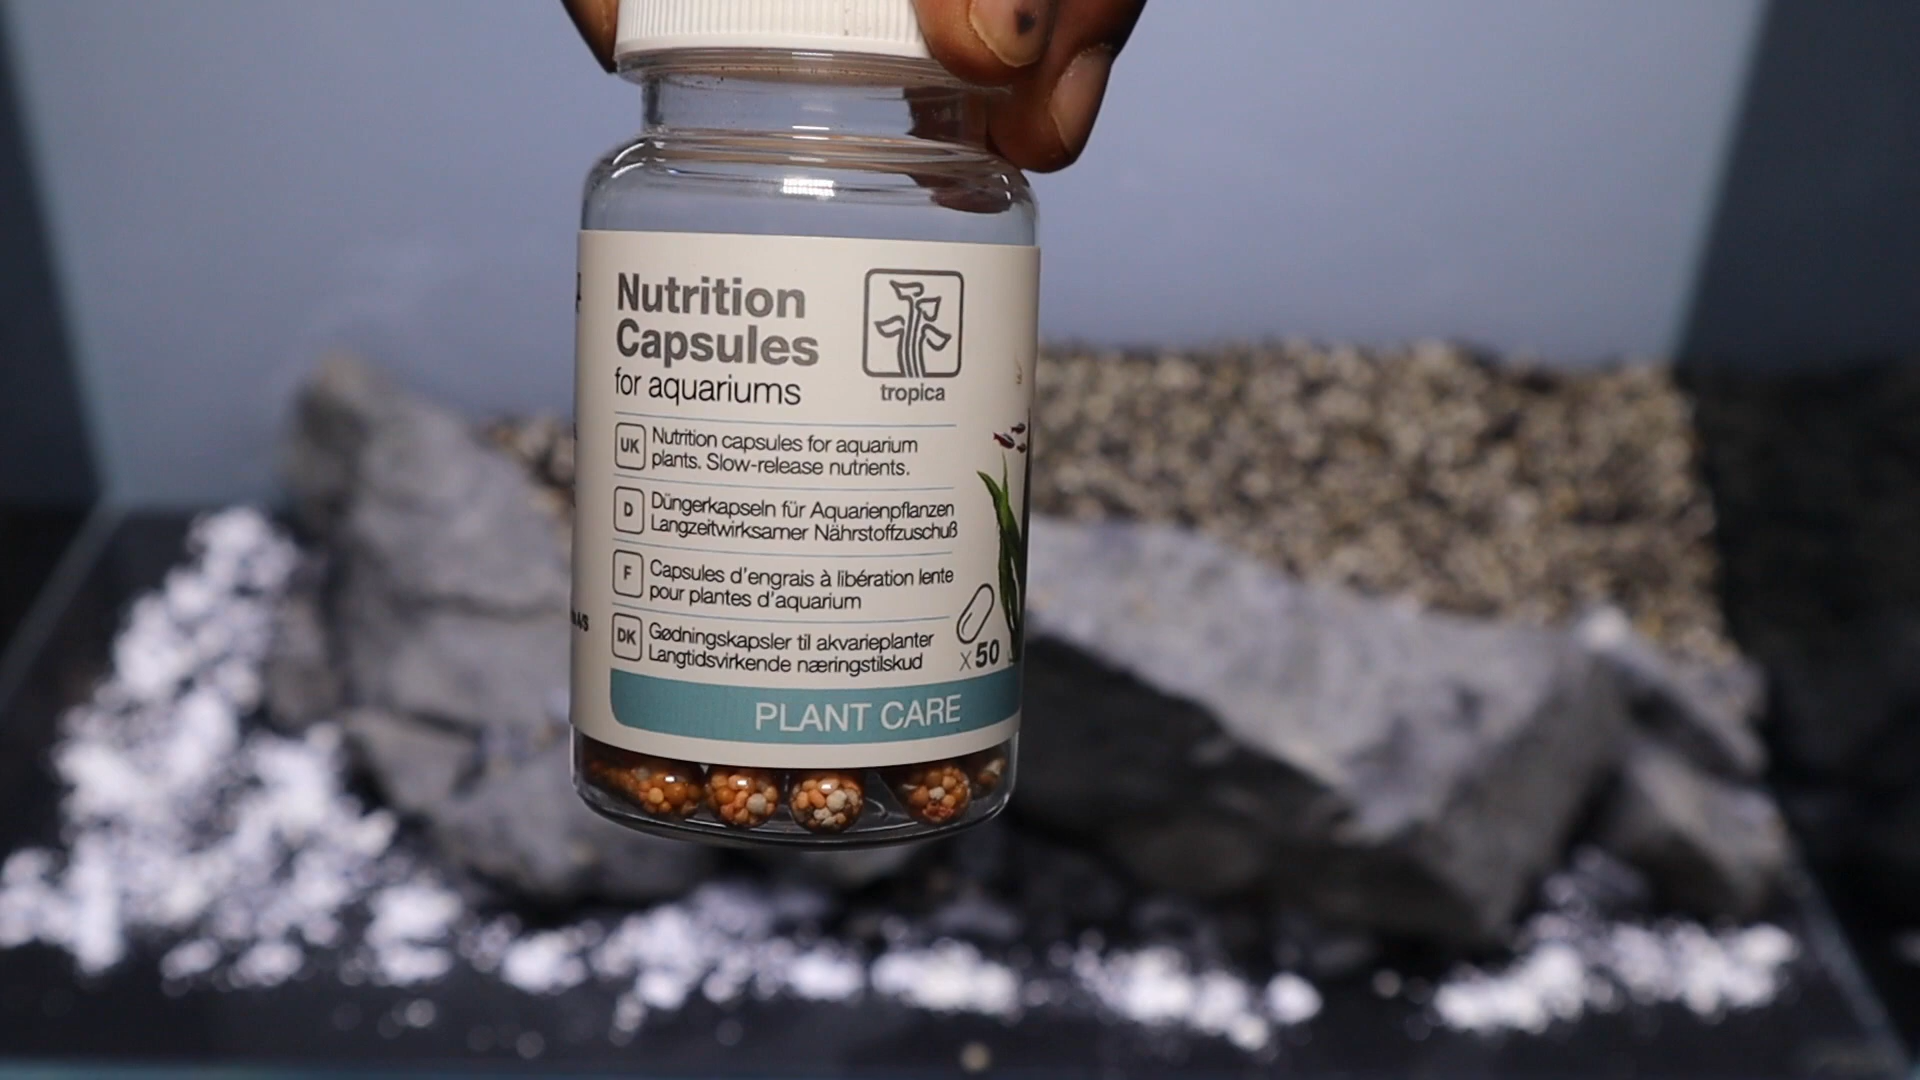 Nutrition
Capsules
for aquariums
tropica
UK
Nutrition capsules for aquarium
plants. Slow-release nutrients.
D
Düngerkapseln für Aquarienpflanzen
Langzeitwirksamer Nährstoffzuschuß
F
Capsules d'engrais à libération lente
pour plantes d'aquarium
DK
Gødningskapsler til akvarieplanter
Langtidsvirkende næringstilskud
x50
PLANT CARE